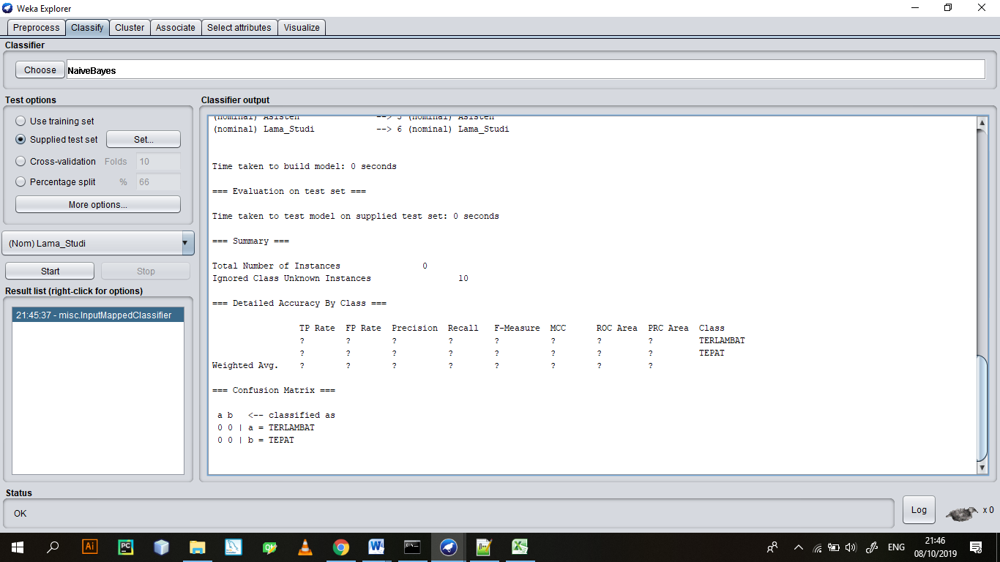 Weka Explorer
Preprocess Classify Cluster Associate Select attributes Visualize
Classifier
Choose NaiveBayes
Test options
Use training set
Supplied test set Set...
Cross-validation Folds 10
Percentage split % 66
More options...
(Nom) Lama_Studi
Start Stop
Result list (right-click for options)
21:45:37 - misc.InputMappedClassifier
Classifier output
(nominal) Asisten --> 5 (nominal) Asisten
(nominal) Lama_Studi --> 6 (nominal) Lama_Studi
Time taken to build model: 0 seconds
=== Evaluation on test set ===
Time taken to test model on supplied test set: 0 seconds
=== Summary ===
Total Number of Instances 0
Ignored Class Unknown Instances 10
=== Detailed Accuracy By Class ===
TP Rate FP Rate Precision Recall F-Measure MCC ROC Area PRC Area Class
? ? ? ? ? ? ? ? TERLAMBAT
? ? ? ? ? ? ? ? TEPAT
Weighted Avg. ? ? ? ? ? ? ? ?
=== Confusion Matrix ===
a b <-- classified as
0 0 | a = TERLAMBAT
0 0 | b = TEPAT
Status
OK
Log
x 0
Ai
PC
W
ENG
21:46
08/10/2019